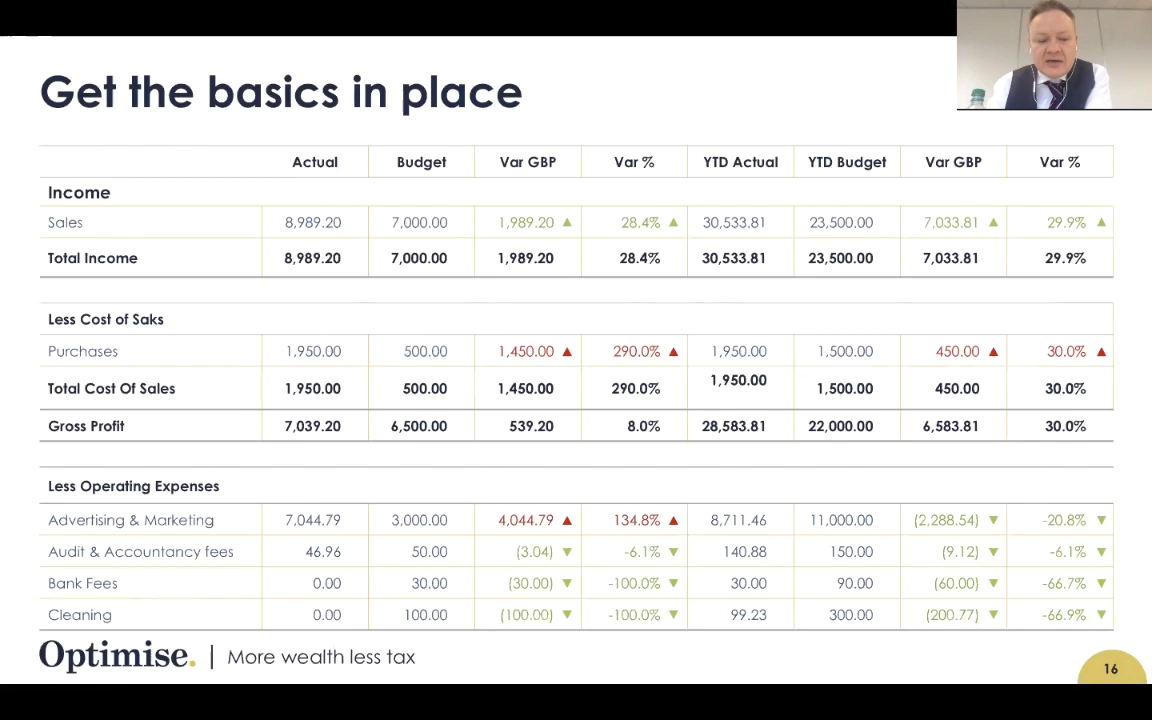 Get the basics in place
Actual Budget Var GBP Var % YTD Actual YTD Budget Var GBP Var %
Income
Sales 8,989.20 7,000.00 1,989.20 ▲ 28.4% ▲ 30,533.81 23,500.00 7,033.81 ▲ 29.9% ▲
Total Income 8,989.20 7,000.00 1,989.20 28.4% 30,533.81 23,500.00 7,033.81 29.9%
Less Cost of Saks
Purchases 1,950.00 500.00 1,450.00 ▲ 290.0% ▲ 1,950.00 1,500.00 450.00 ▲ 30.0% ▲
Total Cost Of Sales 1,950.00 500.00 1,450.00 290.0% 1,950.00 1,500.00 450.00 30.0%
Gross Profit 7,039.20 6,500.00 539.20 8.0% 28,583.81 22,000.00 6,583.81 30.0%
Less Operating Expenses
Advertising & Marketing 7,044.79 3,000.00 4,044.79 ▲ 134.8% ▲ 8,711.46 11,000.00 (2,288.54) ▼ -20.8% ▼
Audit & Accountancy fees 46.96 50.00 (3.04) ▼ -6.1% ▼ 140.88 150.00 (9.12) ▼ -6.1% ▼
Bank Fees 0.00 30.00 (30.00) ▼ -100.0% ▼ 30.00 90.00 (60.00) ▼ -66.7% ▼
Cleaning 0.00 100.00 (100.00) ▼ -100.0% ▼ 99.23 300.00 (200.77) ▼ -66.9% ▼
Optimise. | More wealth less tax
16